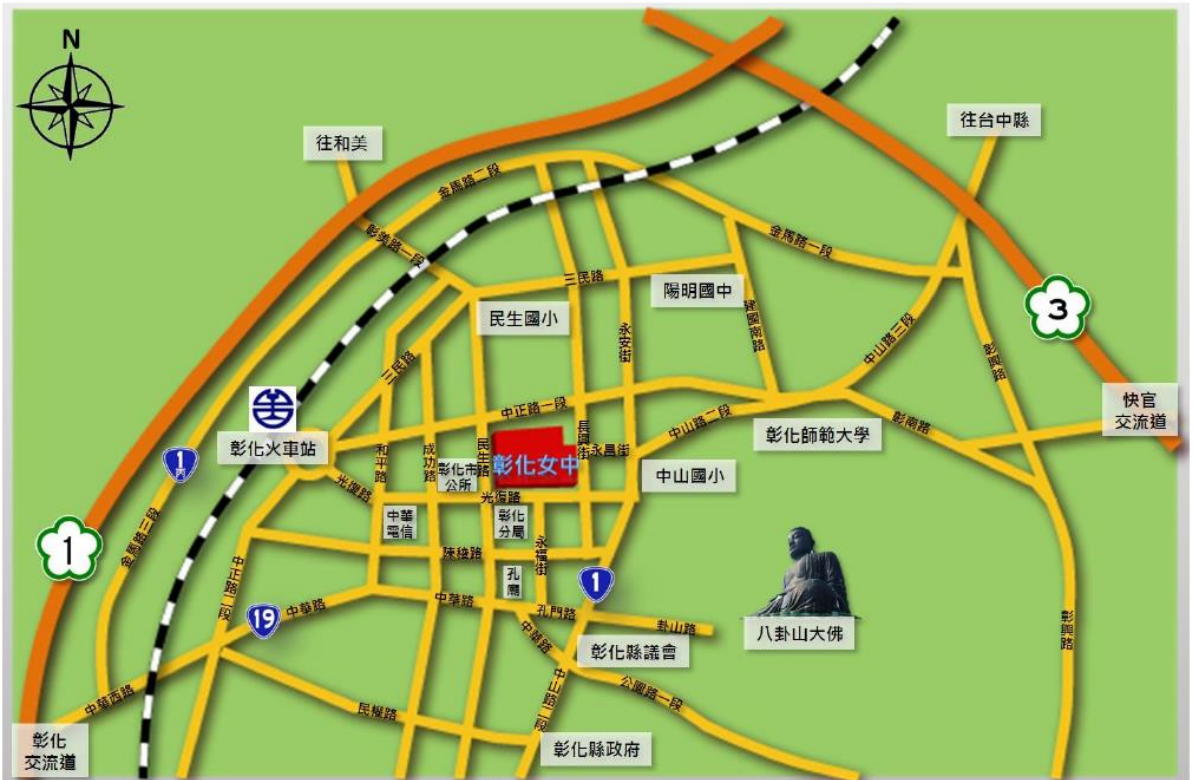 N
往和美
往台中縣
金馬路二段
彰美路一段
三民路
金馬路一段
陽明國中
民生國小
永安街
建國南路
3
中山路三段
彰興路
三民路
快官
交流道
中正路一段
中山路二段
彰南路
彰化師範大學
彰化火車站
和平路
成功路
民生路
彰化女中
永昌街
彰化市
公所
中山國小
1
光復路
光復路
中華
電信
彰化
分局
永福街
金馬路三段
1
陳稜路
孔
廟
1
中正路二段
19
中華路
中華路
孔門路
卦山路
八卦山大佛
中華路
彰化縣議會
彰興路
中華西路
民權路
中山路二段
公園路一段
彰化
交流道
彰化縣政府